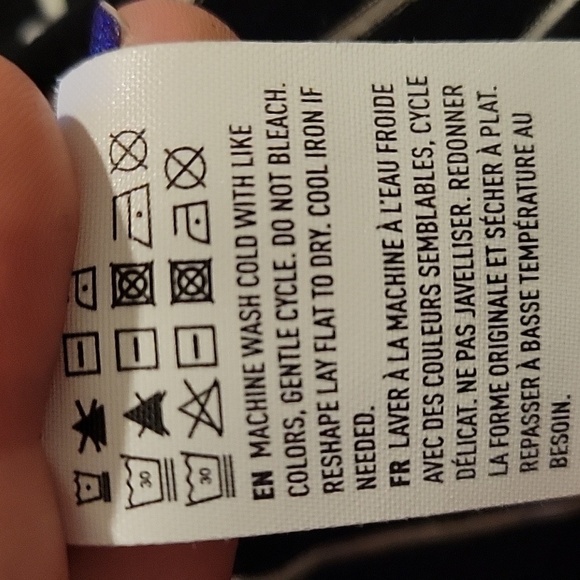 30
30
EN MACHINE WASH COLD WITH LIKE
COLORS, GENTLE CYCLE. DO NOT BLEACH.
RESHAPE LAY FLAT TO DRY. COOL IRON IF
NEEDED.
FR LAVER À LA MACHINE À L'EAU FROIDE
AVEC DES COULEURS SEMBLABLES, CYCLE
DÉLICAT. NE PAS JAVELLISER. REDONNER
LA FORME ORIGINALE ET SÉCHER À PLAT.
REPASSER À BASSE TEMPÉRATURE AU
BESOIN.